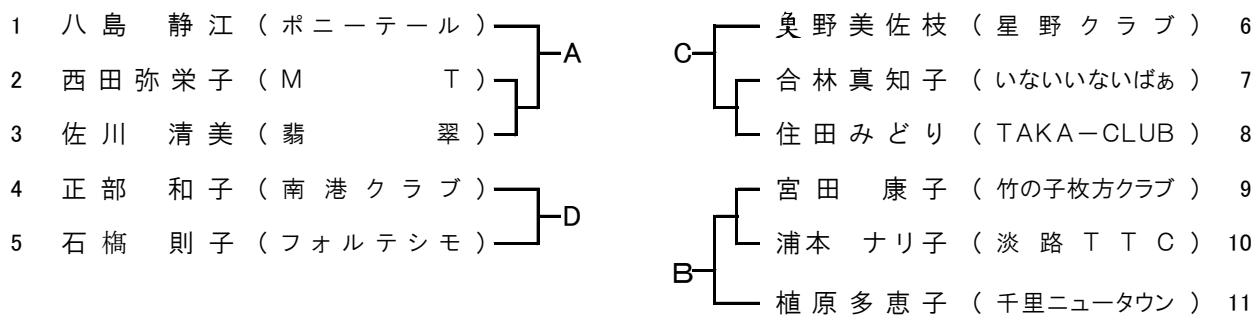 1 八島 静江 (ポニーテール)
A
2 西田弥栄子 (M T)
3 佐川 清美 (翡 翠)
4 正部 和子 (南港クラブ)
D
5 石槗 則子 (フォルテシモ)
𩵋野美佐枝 (星野クラブ) 6
C
合林真知子 (いないいないばぁ) 7
住田みどり (TAKA−CLUB) 8
宮田 康子 (竹の子枚方クラブ) 9
浦本 ナリ子 (淡路TTC) 10
B
植原多恵子 (千里ニュータウン) 11